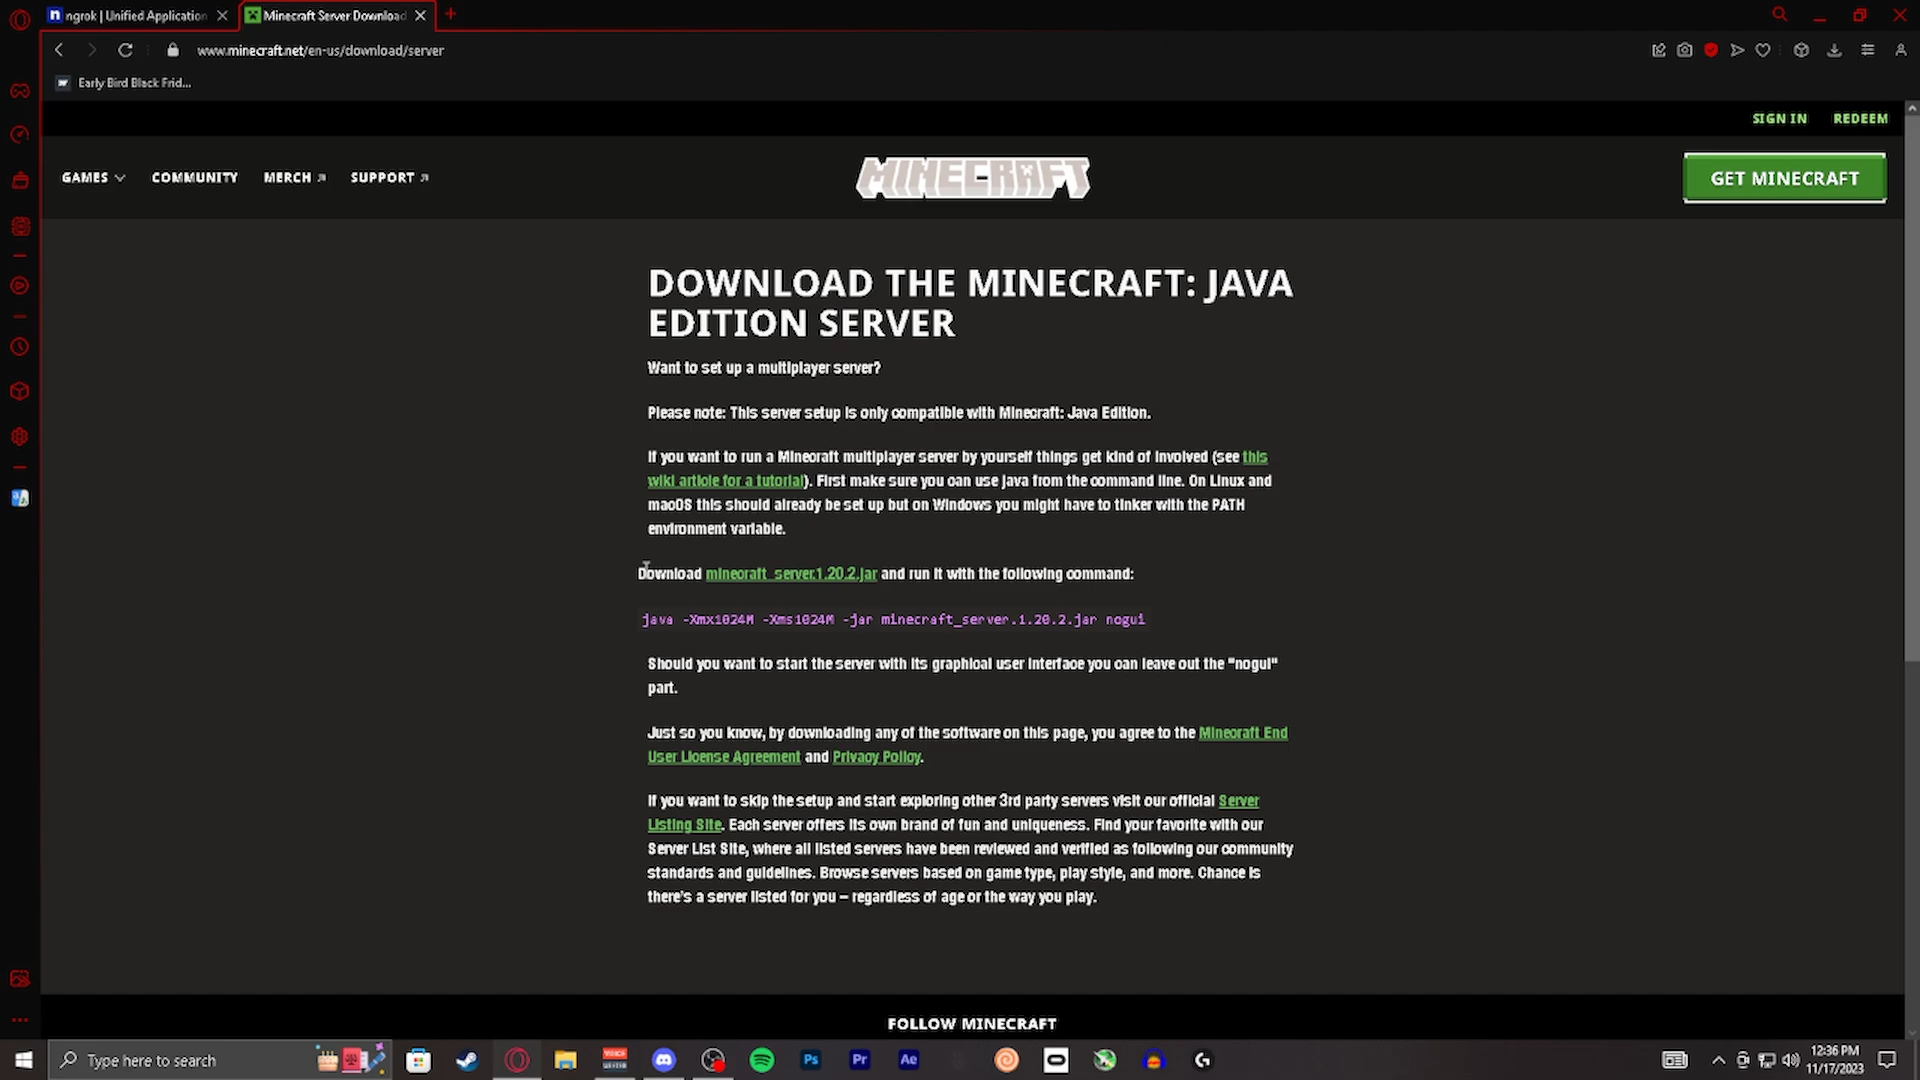 ngrok | Unified Application
Minecraft Server Download
www.minecraft.net/en-us/download/server
Early Bird Black Frid...
SIGN IN REDEEM
GAMES COMMUNITY MERCH SUPPORT
MINECRAFT
GET MINECRAFT
DOWNLOAD THE MINECRAFT: JAVA
EDITION SERVER
Want to set up a multiplayer server?
Please note: This server setup is only compatible with Minecraft: Java Edition.
If you want to run a Minecraft multiplayer server by yourself things get kind of involved (see this
wiki article for a tutorial). First make sure you can use java from the command line. On Linux and
macOS this should already be set up but on Windows you might have to tinker with the PATH
environment variable.
Download minecraft_server.1.20.2.jar and run it with the following command:
java -Xmx1024M -Xms1024M -jar minecraft_server.1.20.2.jar nogui
Should you want to start the server with its graphical user interface you can leave out the "nogui"
part.
Just so you know, by downloading any of the software on this page, you agree to the Minecraft End
User License Agreement and Privacy Policy.
If you want to skip the setup and start exploring other 3rd party servers visit our official Server
Listing Site. Each server offers its own brand of fun and uniqueness. Find your favorite with our
Server List Site, where all listed servers have been reviewed and verified as following our community
standards and guidelines. Browse servers based on game type, play style, and more. Chance is
there's a server listed for you – regardless of age or the way you play.
FOLLOW MINECRAFT
Type here to search
Ps
Pr
Ae
12:36 PM
11/17/2023